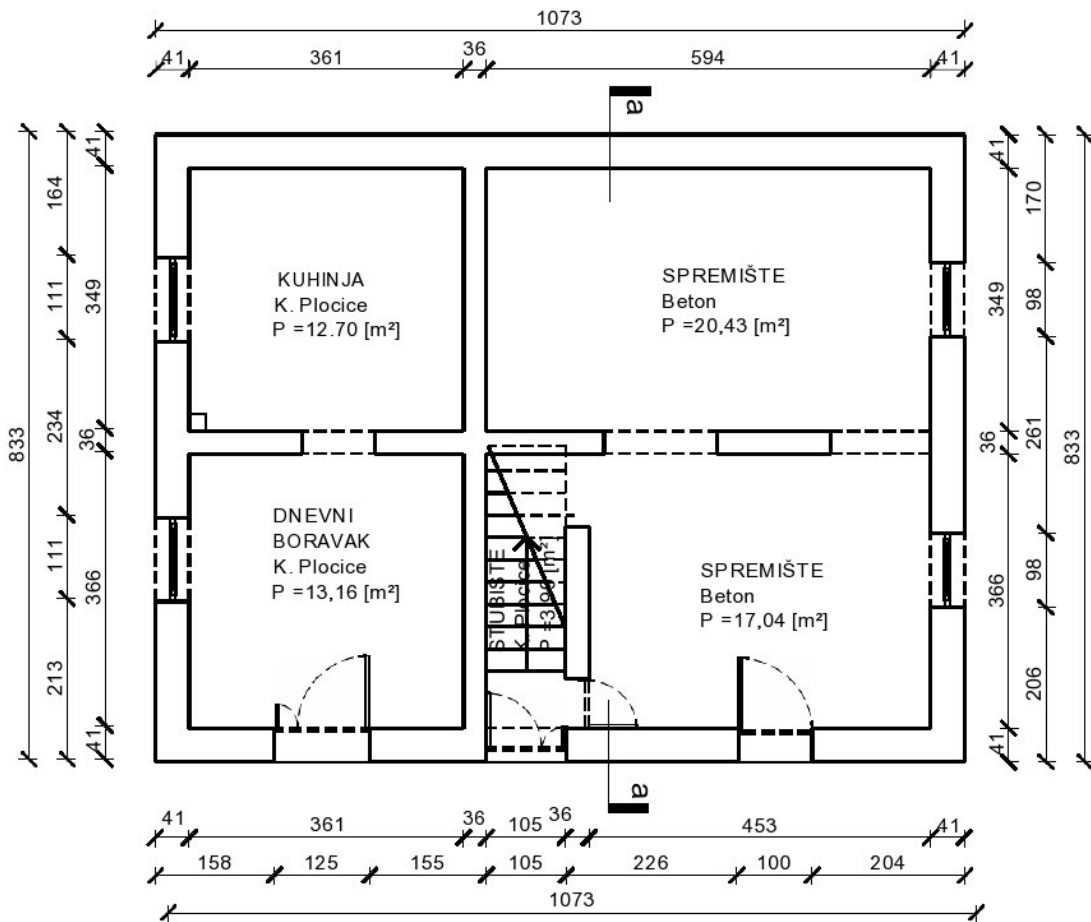 1073
41 361 36 594 41
a
833
164
111
234
111
213
41
349
36
366
41
KUHINJA
K. Plocice
P =12.70 [m²]
SPREMIŠTE
Beton
P =20,43 [m²]
DNEVNI
BORAVAK
K. Plocice
P =13,16 [m²]
STUBIŠTE
K. Plocice
[m²]
SPREMIŠTE
Beton
P =17,04 [m²]
41
349
36
366
41
170
98
261
98
206
833
a
41 361 36 105 36 453 41
158 125 155 105 226 100 204
1073